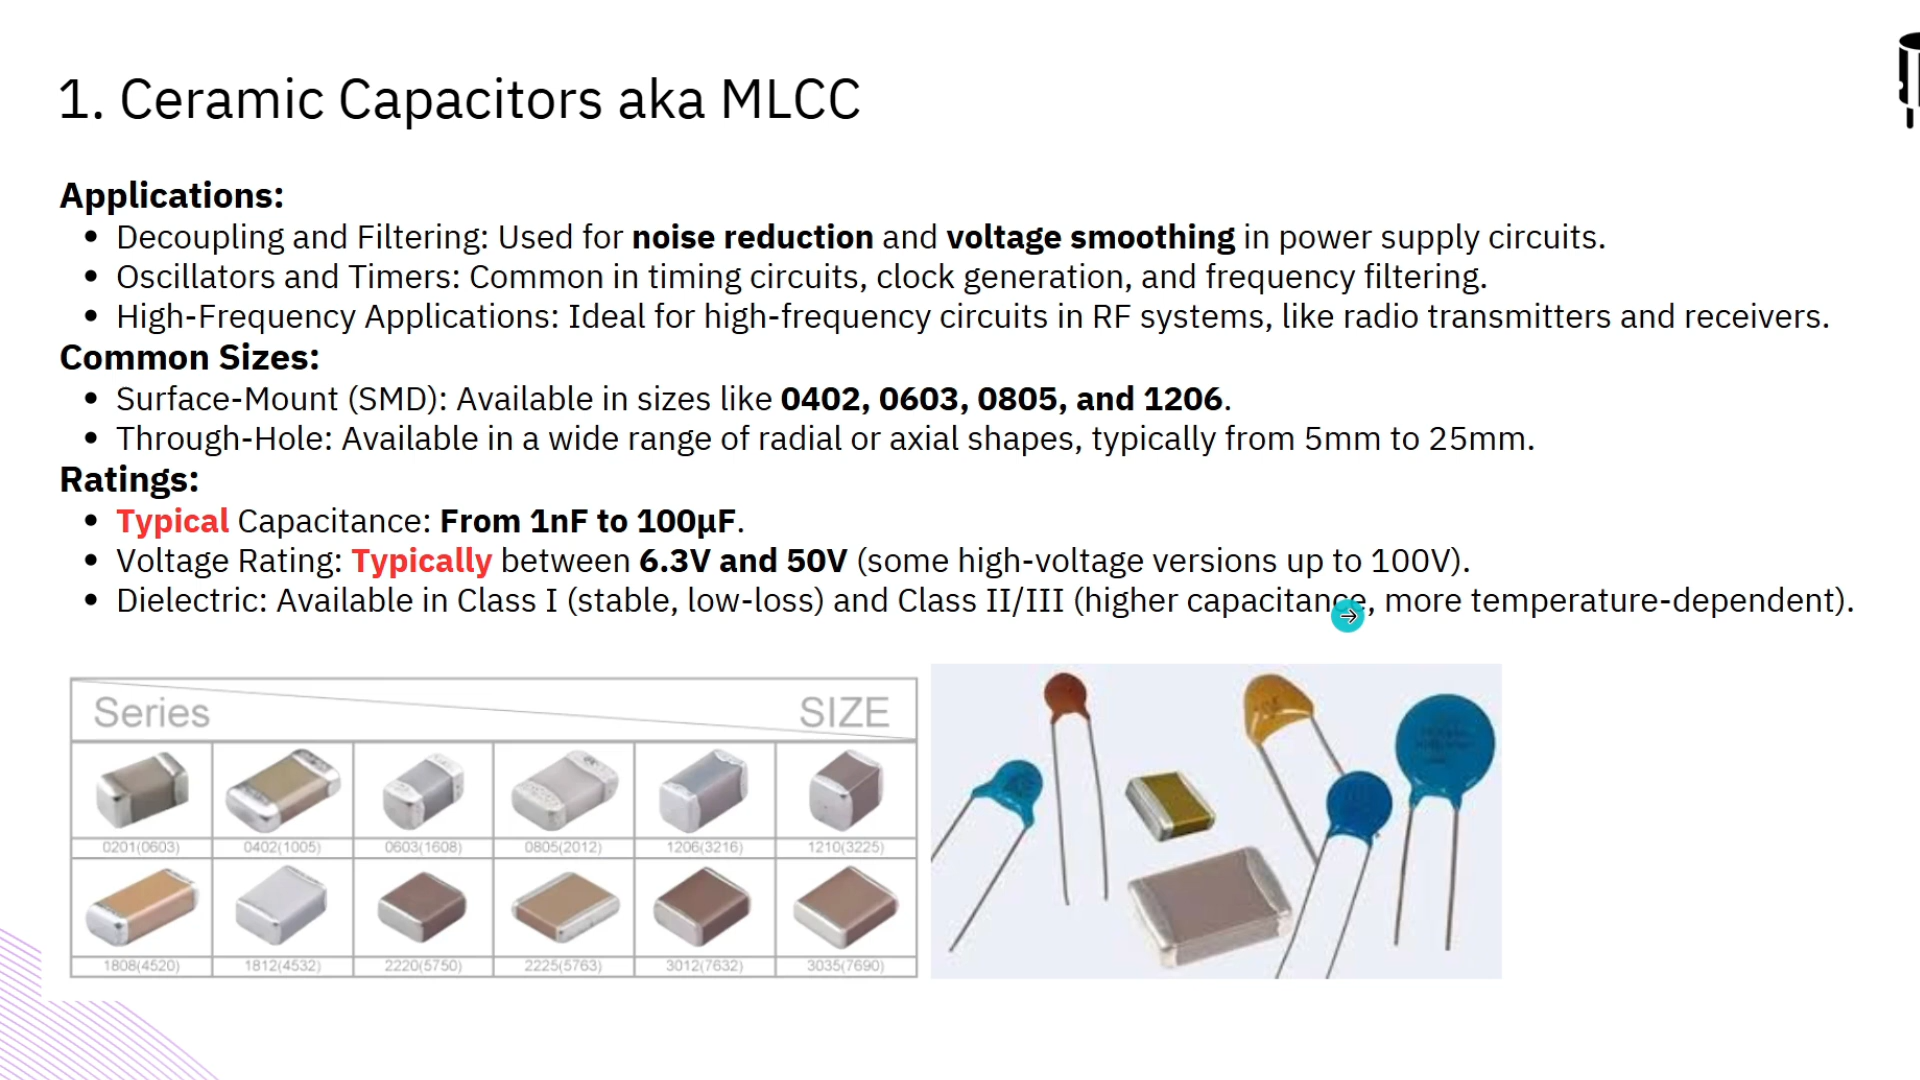 1. Ceramic Capacitors aka MLCC
Applications:
• Decoupling and Filtering: Used for noise reduction and voltage smoothing in power supply circuits.
• Oscillators and Timers: Common in timing circuits, clock generation, and frequency filtering.
• High-Frequency Applications: Ideal for high-frequency circuits in RF systems, like radio transmitters and receivers.
Common Sizes:
• Surface-Mount (SMD): Available in sizes like 0402, 0603, 0805, and 1206.
• Through-Hole: Available in a wide range of radial or axial shapes, typically from 5mm to 25mm.
Ratings:
• Typical Capacitance: From 1nF to 100µF.
• Voltage Rating: Typically between 6.3V and 50V (some high-voltage versions up to 100V).
• Dielectric: Available in Class I (stable, low-loss) and Class II/III (higher capacitance, more temperature-dependent).
Series SIZE
0201(0603) 0402(1005) 0603(1608) 0805(2012) 1206(3216) 1210(3225)
1808(4520) 1812(4532) 2220(5750) 2225(5763) 3012(7632) 3035(7690)